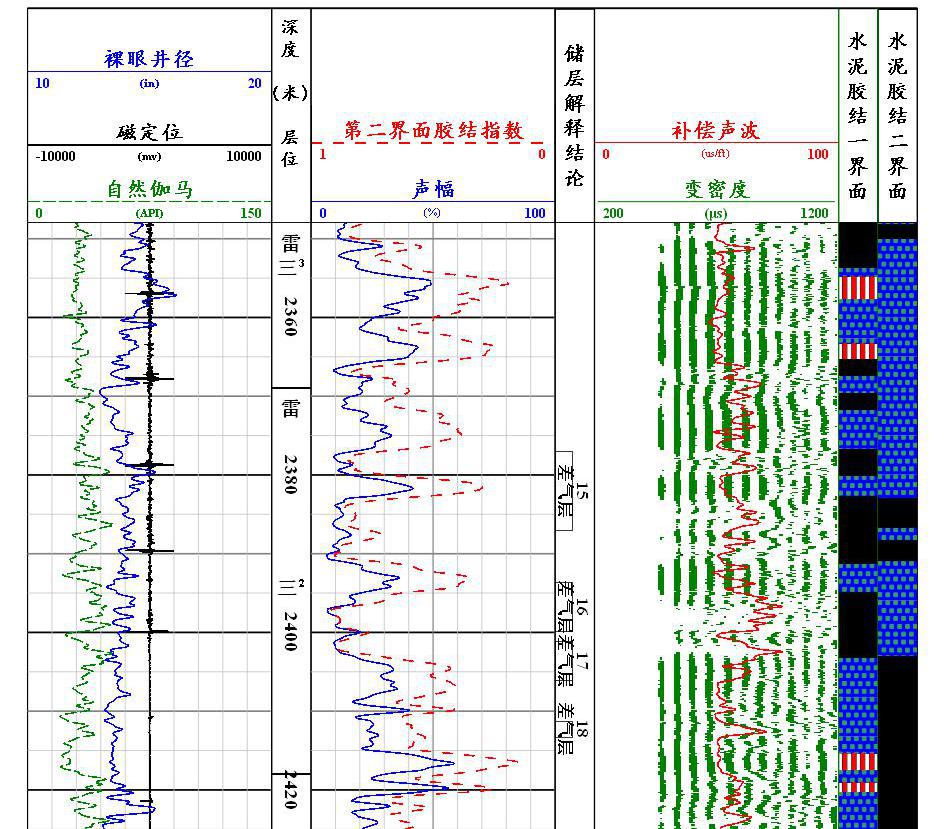 裸眼井径
10 (in) 20
磁定位
-10000 (mv) 10000
自然伽马
0 (API) 150
深度
(米)
层位
第二界面胶结指数
1 0
声幅
0 (%) 100
储层解释结论
补偿声波
0 (us/ft) 100
变密度
200 (μs) 1200
水泥胶结一界面
水泥胶结二界面
雷
三³
2360
雷
2380
三²
2400
2420
15
差气层
16
差气层
17
差气层
18
差气层